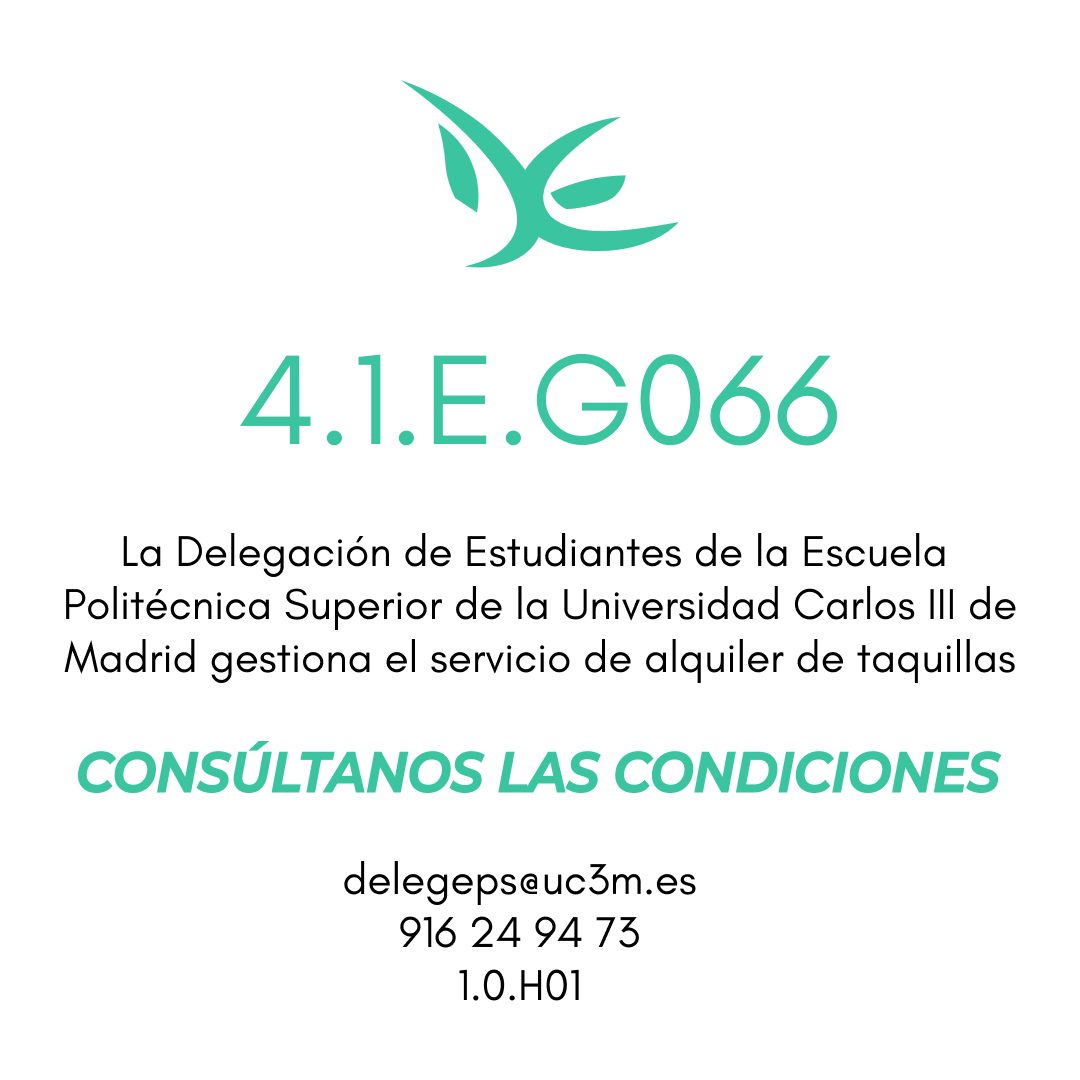 4.1.E.G066
La Delegación de Estudiantes de la Escuela
Politécnica Superior de la Universidad Carlos III de
Madrid gestiona el servicio de alquiler de taquillas
CONSÚLTANOS LAS CONDICIONES
delegeps@uc3m.es
916 24 94 73
1.0.H01